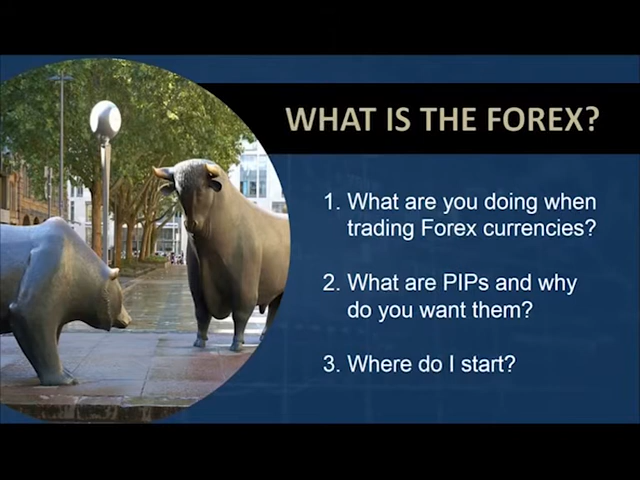 WHAT IS THE FOREX?
1. What are you doing when
trading Forex currencies?
2. What are PIPs and why
do you want them?
3. Where do I start?